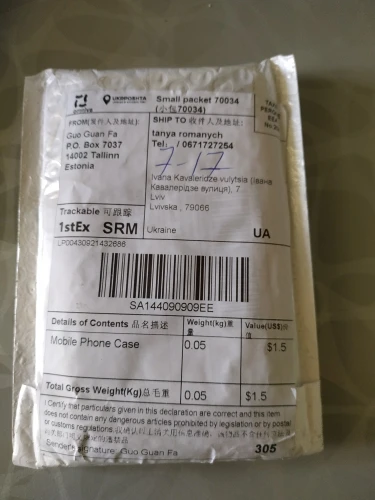 UKRPOSHTA
Small packet 70034
(小包70034)
FROM(发件人及地址):
Guo Guan Fa
P.O. Box 7037
14002 Tallinn
Estonia
SHIP TO 收件人及地址:
tanya romanych
Tel: / 0671727254
7-17
Ivana Kavaleridze vulytsia (Івана
Кавалерідзе вулиця), 7
Lviv
Lvivska , 79066
Trackable 可跟踪
1stEx SRM
Ukraine UA
LP00430921432686
SA144090909EE
Details of Contents 品名描述
Weight(kg)重量
Value(US$)价值
Mobile Phone Case 0.05 $1.5
Total Gross Weight(Kg)总毛重 0.05 $1.5
I Certify that particulers given in this declaration are correct and this item
does not contain any dangerous articles prohibited by legislation or by postal
or customs regulations.
Sender's signature: Guo Guan Fa
305